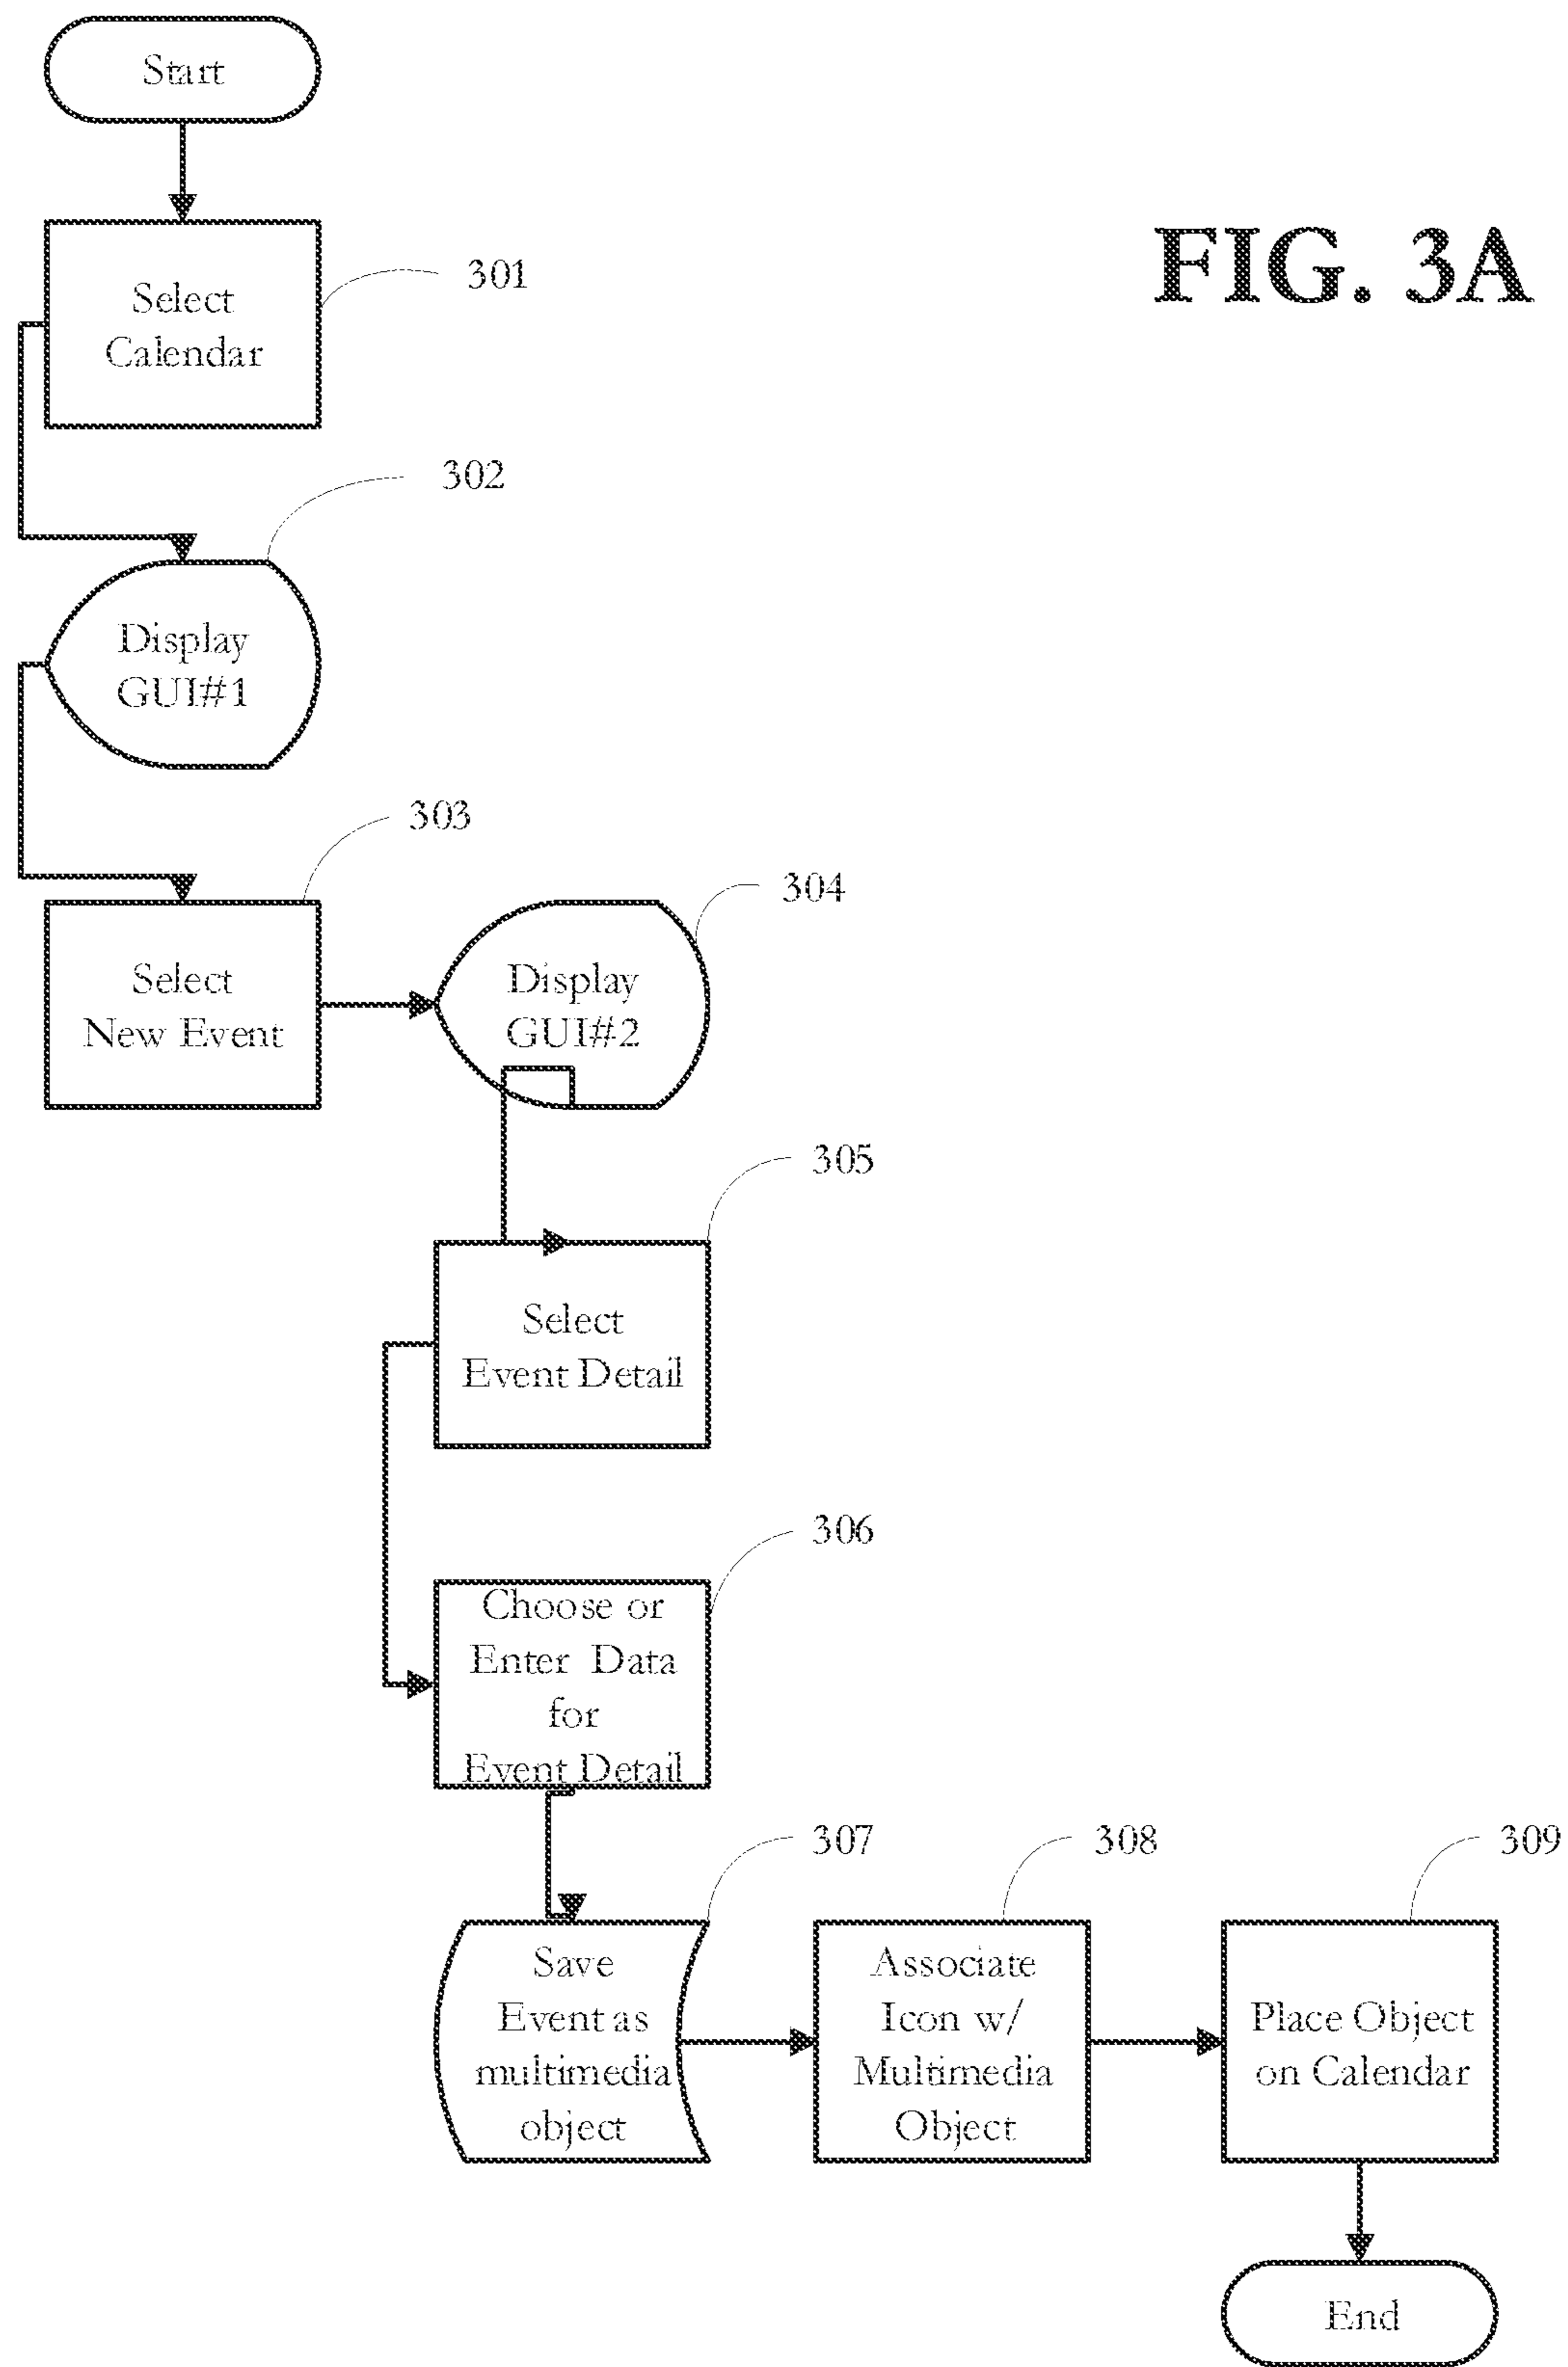 Start
FIG. 3A
301
Select
Calendar
302
Display
GUI#1
303
304
Select
New Event
Display
GUI#2
305
Select
Event Detail
306
Choose or
Enter Data
for
Event Detail
307
308
309
Save
Event as
multimedia
object
Associate
Icon w/
Multimedia
Object
Place Object
on Calendar
End